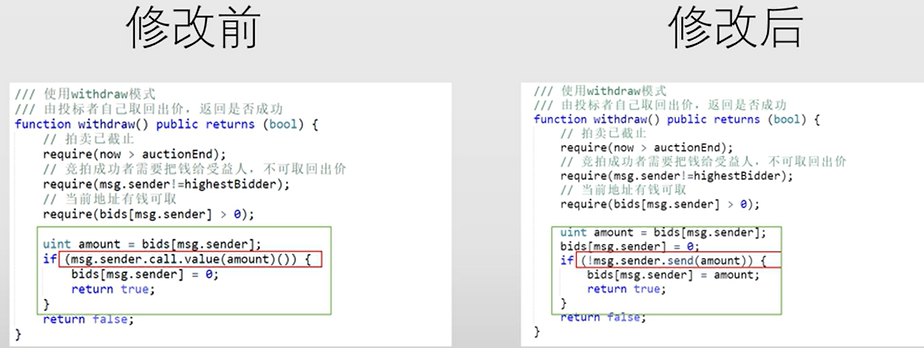 修改前
/// 使用withdraw模式
/// 由投标者自己取回出价，返回是否成功
function withdraw() public returns (bool) {
// 拍卖已截止
require(now > auctionEnd);
// 竞拍成功者需要把钱给受益人，不可取回出价
require(msg.sender!=highestBidder);
// 当前地址有钱可取
require(bids[msg.sender] > 0);
uint amount = bids[msg.sender];
if (msg.sender.call.value(amount)()) {
bids[msg.sender] = 0;
return true;
}
return false;
}
修改后
/// 使用withdraw模式
/// 由投标者自己取回出价，返回是否成功
function withdraw() public returns (bool) {
// 拍卖已截止
require(now > auctionEnd);
// 竞拍成功者需要把钱给受益人，不可取回出价
require(msg.sender!=highestBidder);
// 当前地址有钱可取
require(bids[msg.sender] > 0);
uint amount = bids[msg.sender];
bids[msg.sender] = 0;
if (!msg.sender.send(amount)) {
bids[msg.sender] = amount;
return true;
}
return false;
}